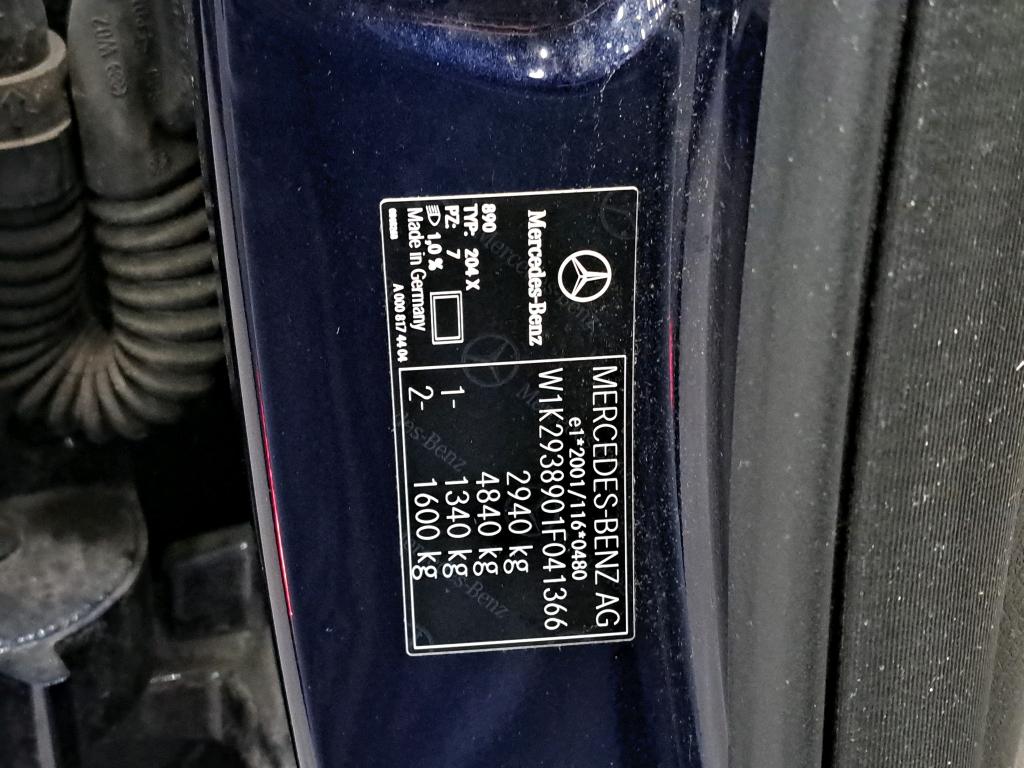 Mercedes-Benz
890
TYP: 204 X
PZ: 7
1,0 %
Made in Germany
A 000 817 44 04
MERCEDES-BENZ AG
e1*2001/116*0480
W1K2938901F041366
2940 kg
4840 kg
1- 1340 kg
2- 1600 kg